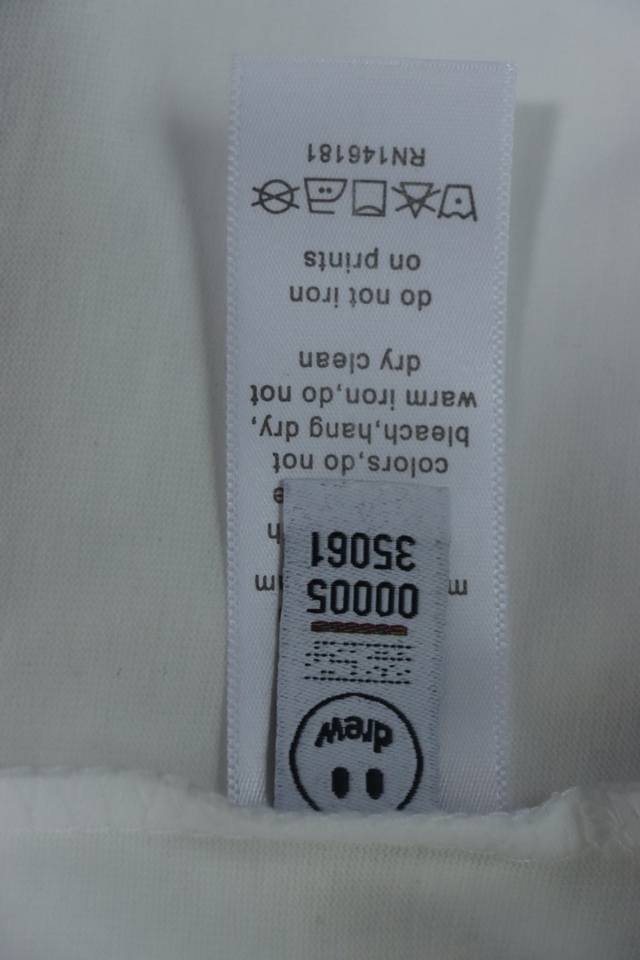 drew
00005
35061
colors,do not
bleach,hang dry,
warm iron,do not
dry clean
do not iron
on prints
RN146181